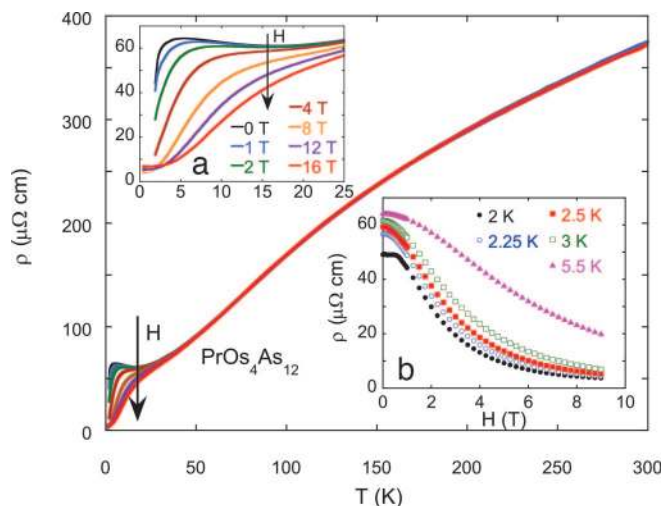 400
300
200
100
0
ρ (μΩ cm)
0 50 100 150 200 250 300
T (K)
PrOs₄As₁₂
H
60
40
20
0
0 5 10 15 20 25
H
a
0 T
1 T
2 T
4 T
8 T
12 T
16 T
60
40
20
0
ρ (μΩ cm)
0 2 4 6 8 10
H (T)
b
2 K
2.25 K
2.5 K
3 K
5.5 K